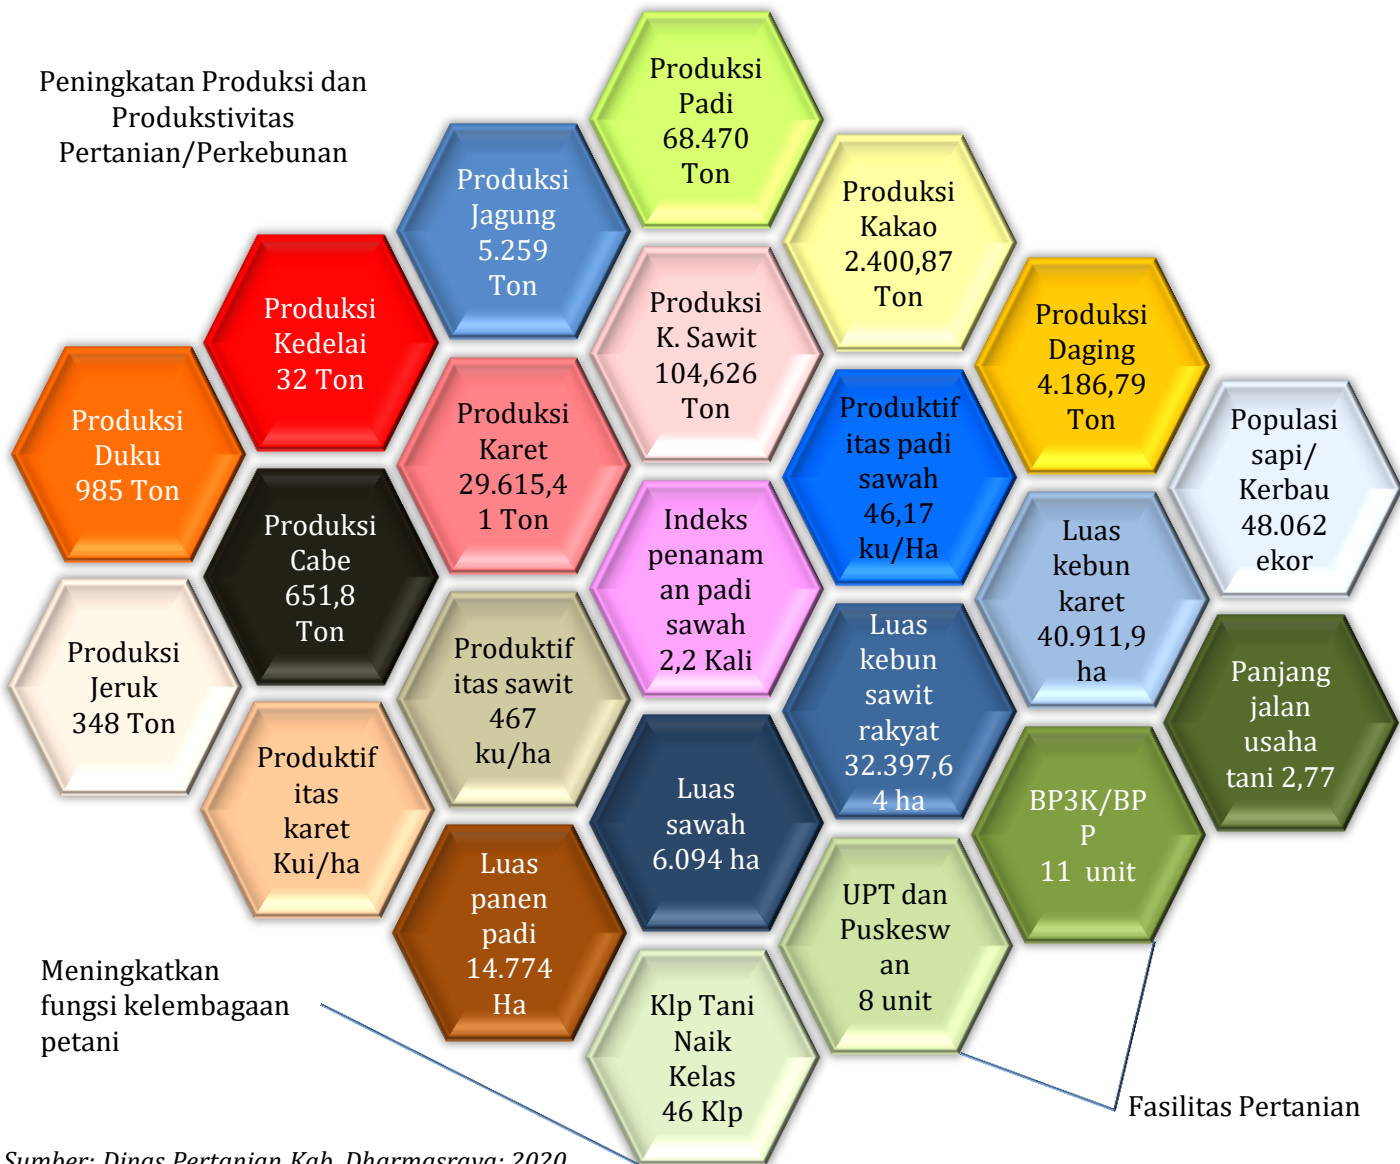 Peningkatan Produksi dan
Produkstivitas
Pertanian/Perkebunan
Produksi
Padi
68.470
Ton
Produksi
Jagung
5.259
Ton
Produksi
Kakao
2.400,87
Ton
Produksi
Kedelai
32 Ton
Produksi
K. Sawit
104,626
Ton
Produksi
Daging
4.186,79
Ton
Produksi
Duku
985 Ton
Produksi
Karet
29.615,4
1 Ton
Produktif
itas padi
sawah
46,17
ku/Ha
Populasi
sapi/
Kerbau
48.062
ekor
Produksi
Cabe
651,8
Ton
Indeks
penanam
an padi
sawah
2,2 Kali
Luas
kebun
karet
40.911,9
ha
Produksi
Jeruk
348 Ton
Produktif
itas sawit
467
ku/ha
Luas
kebun
sawit
rakyat
32.397,6
4 ha
Panjang
jalan
usaha
tani 2,77
Produktif
itas
karet
Kui/ha
Luas
sawah
6.094 ha
BP3K/BP
P
11 unit
Luas
panen
padi
14.774
Ha
UPT dan
Puskesw
an
8 unit
Klp Tani
Naik
Kelas
46 Klp
Meningkatkan
fungsi kelembagaan
petani
Fasilitas Pertanian
Sumber: Dinas Pertanian Kab. Dharmasraya; 2020